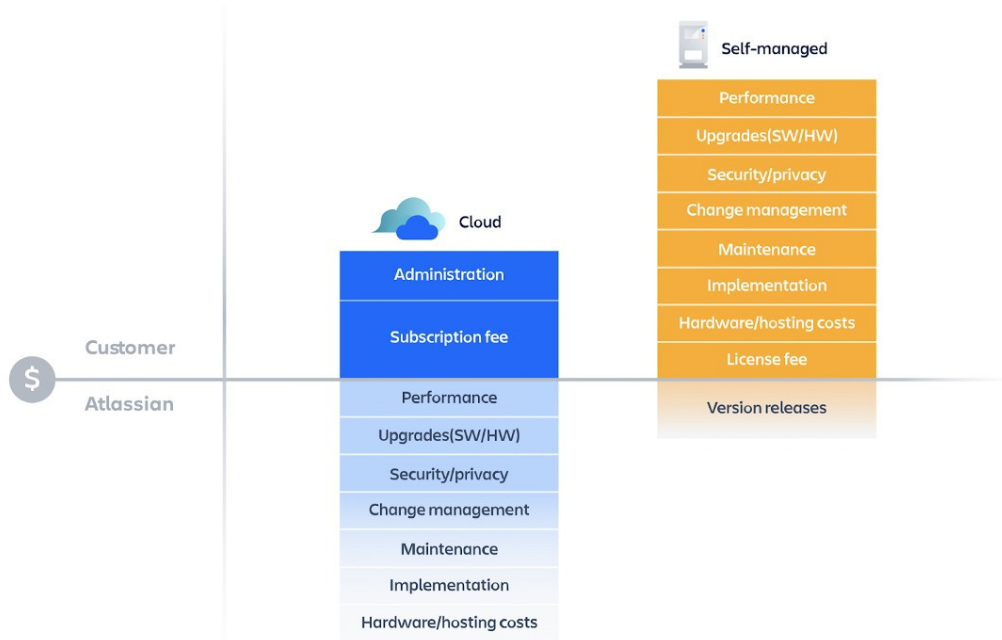 Self-managed
Performance
Upgrades(SW/HW)
Security/privacy
Change management
Maintenance
Implementation
Hardware/hosting costs
License fee
Version releases
Cloud
Administration
Subscription fee
Performance
Upgrades(SW/HW)
Security/privacy
Change management
Maintenance
Implementation
Hardware/hosting costs
Customer
$
Atlassian